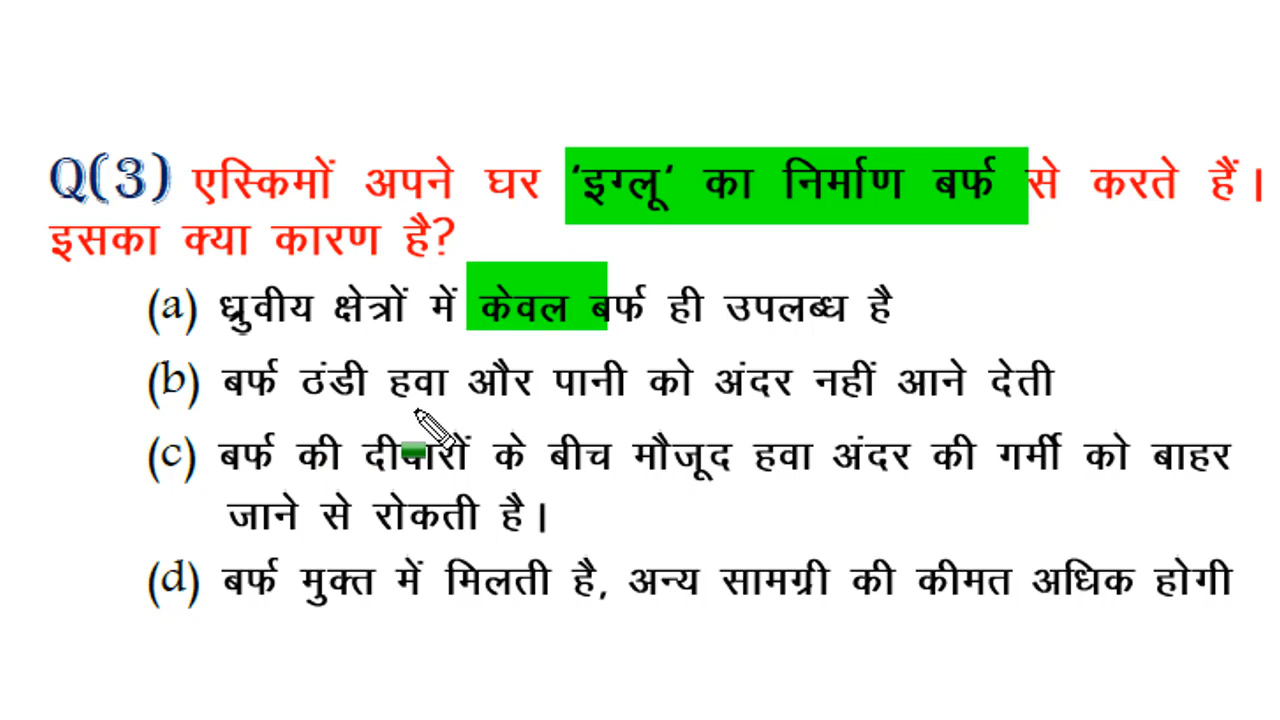 Q(3) एस्किमों अपने घर 'इग्लू' का निर्माण बर्फ से करते हैं।
इसका क्या कारण है?
(a) ध्रुवीय क्षेत्रों में केवल बर्फ ही उपलब्ध है
(b) बर्फ ठंडी हवा और पानी को अंदर नहीं आने देती
(c) बर्फ की दीवारों के बीच मौजूद हवा अंदर की गर्मी को बाहर
जाने से रोकती है।
(d) बर्फ मुक्त में मिलती है, अन्य सामग्री की कीमत अधिक होगी